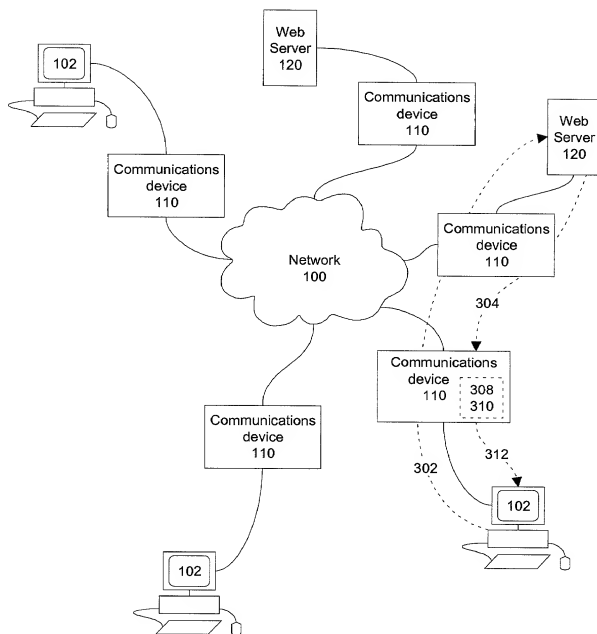 102
Web
Server
120
Communications
device
110
Web
Server
120
Communications
device
110
Communications
device
110
Network
100
304
Communications
device
110
308
310
Communications
device
110
302
312
102
102